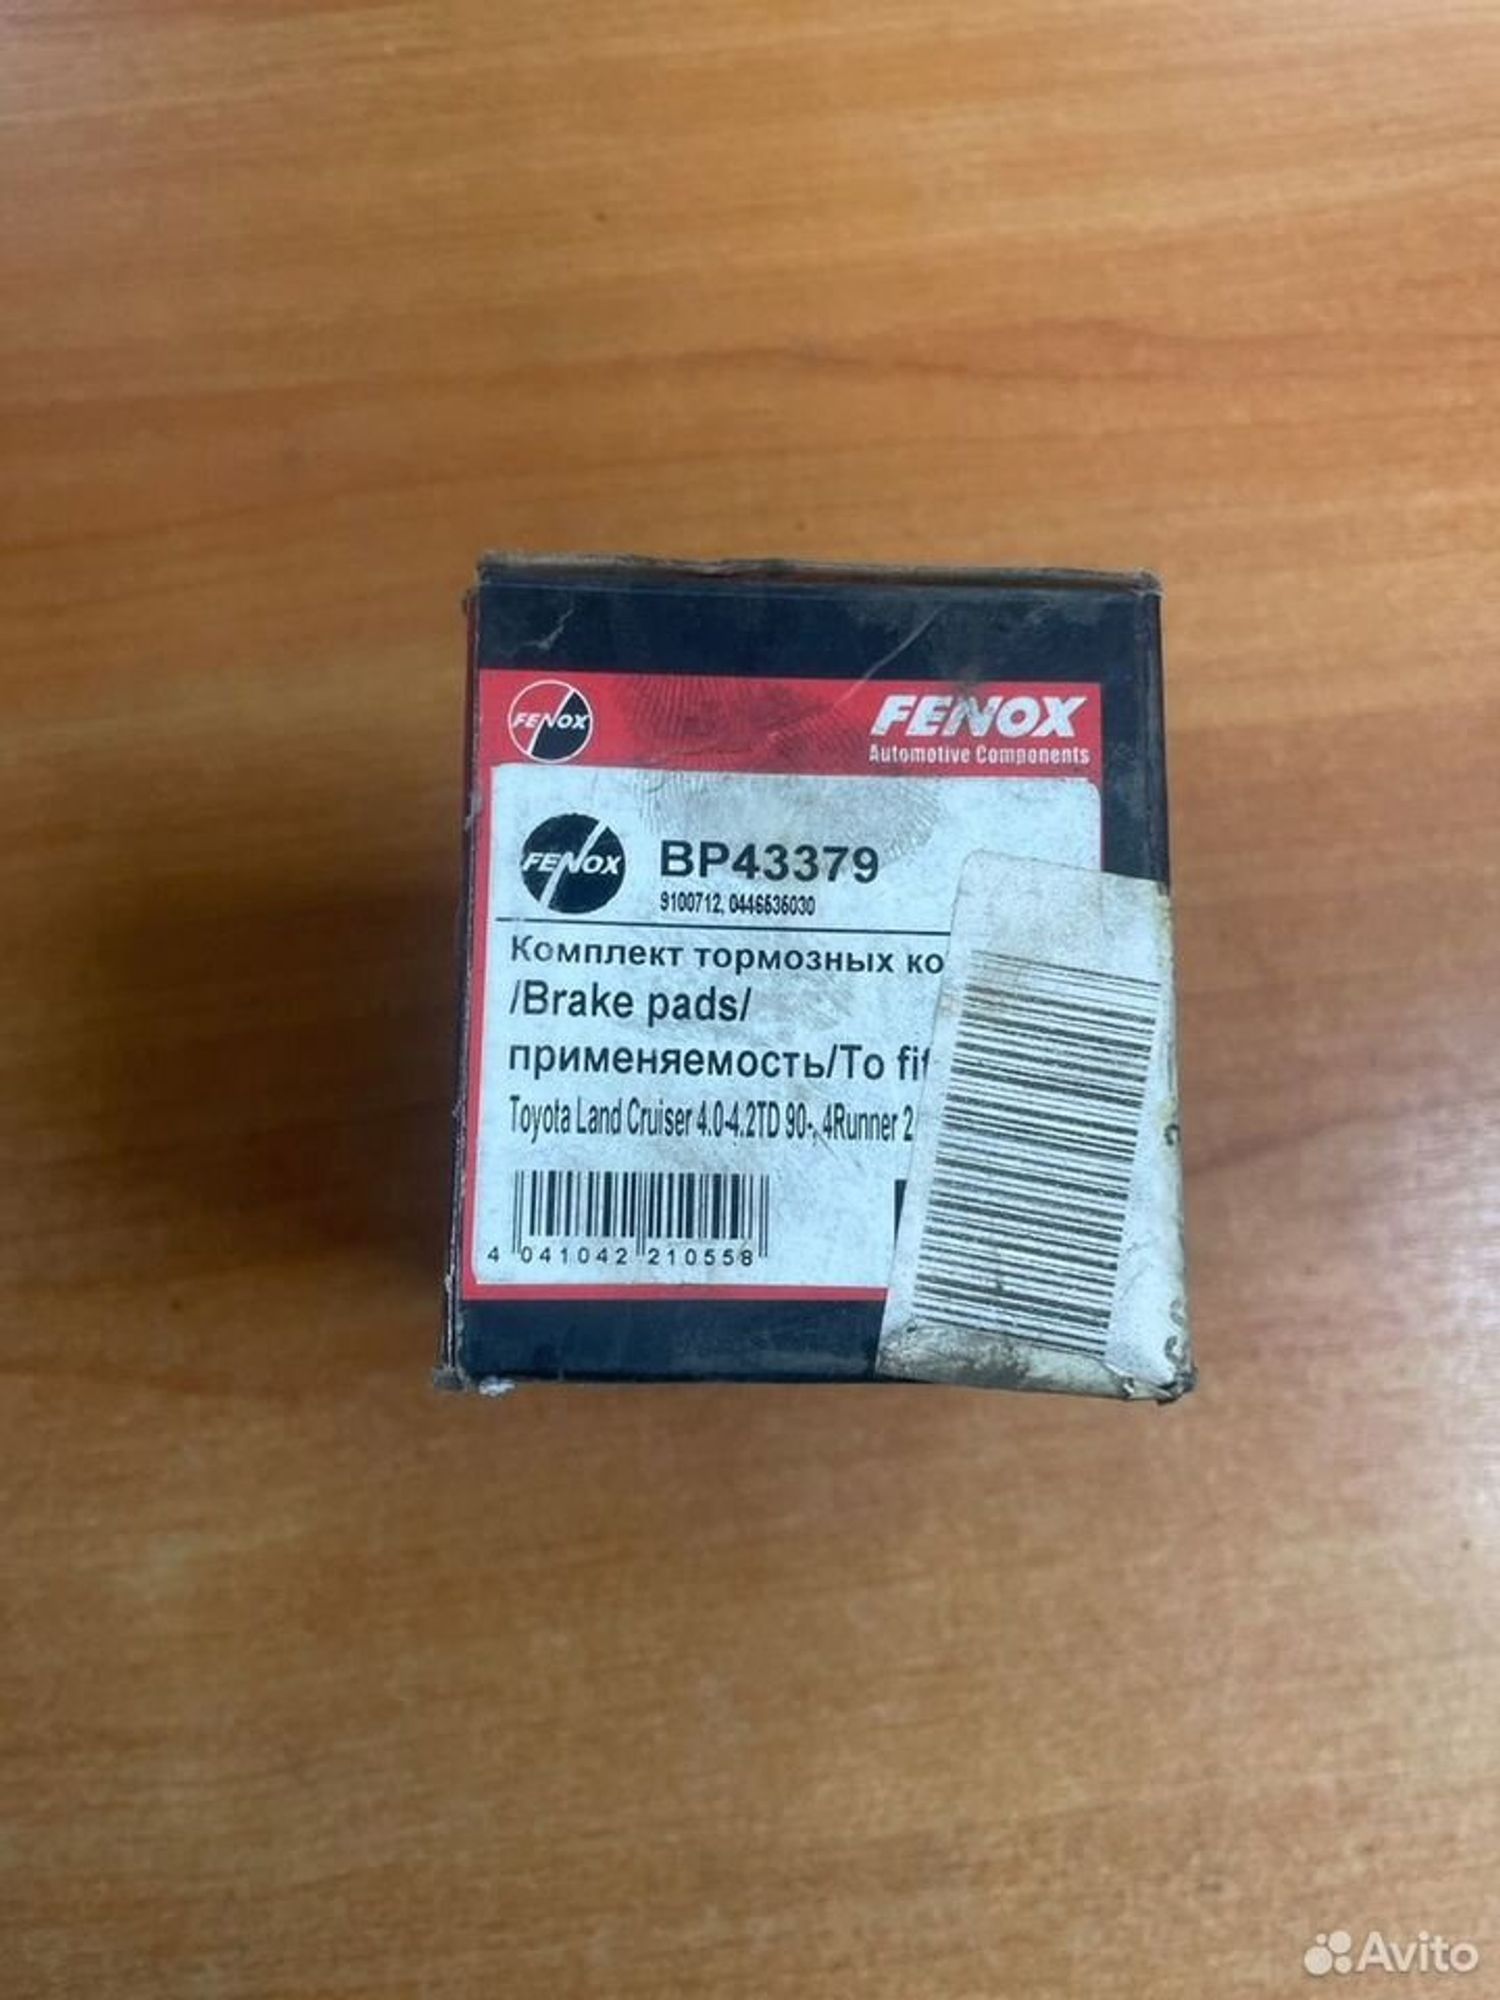 FENOX
FENOX
Automotive Components
FENOX
BP43379
9100712, 0446535030
Комплект тормозных ко
/Brake pads/
применяемость/To fit
Toyota Land Cruiser 4.0-4.2TD 90-, 4Runner 2
4 041042 210558
Avito